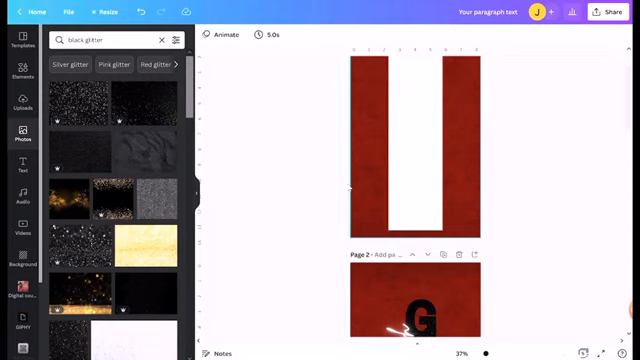 Home
File
Resize
Your paragraph text
J
Share
Templates
black glitter
Animate
5.0s
Silver glitter
Pink glitter
Red glitter
Elements
Uploads
Photos
Text
Audio
Videos
Background
Digital cou...
GIPHY
Page 2 - Add pa...
G
Notes
37%